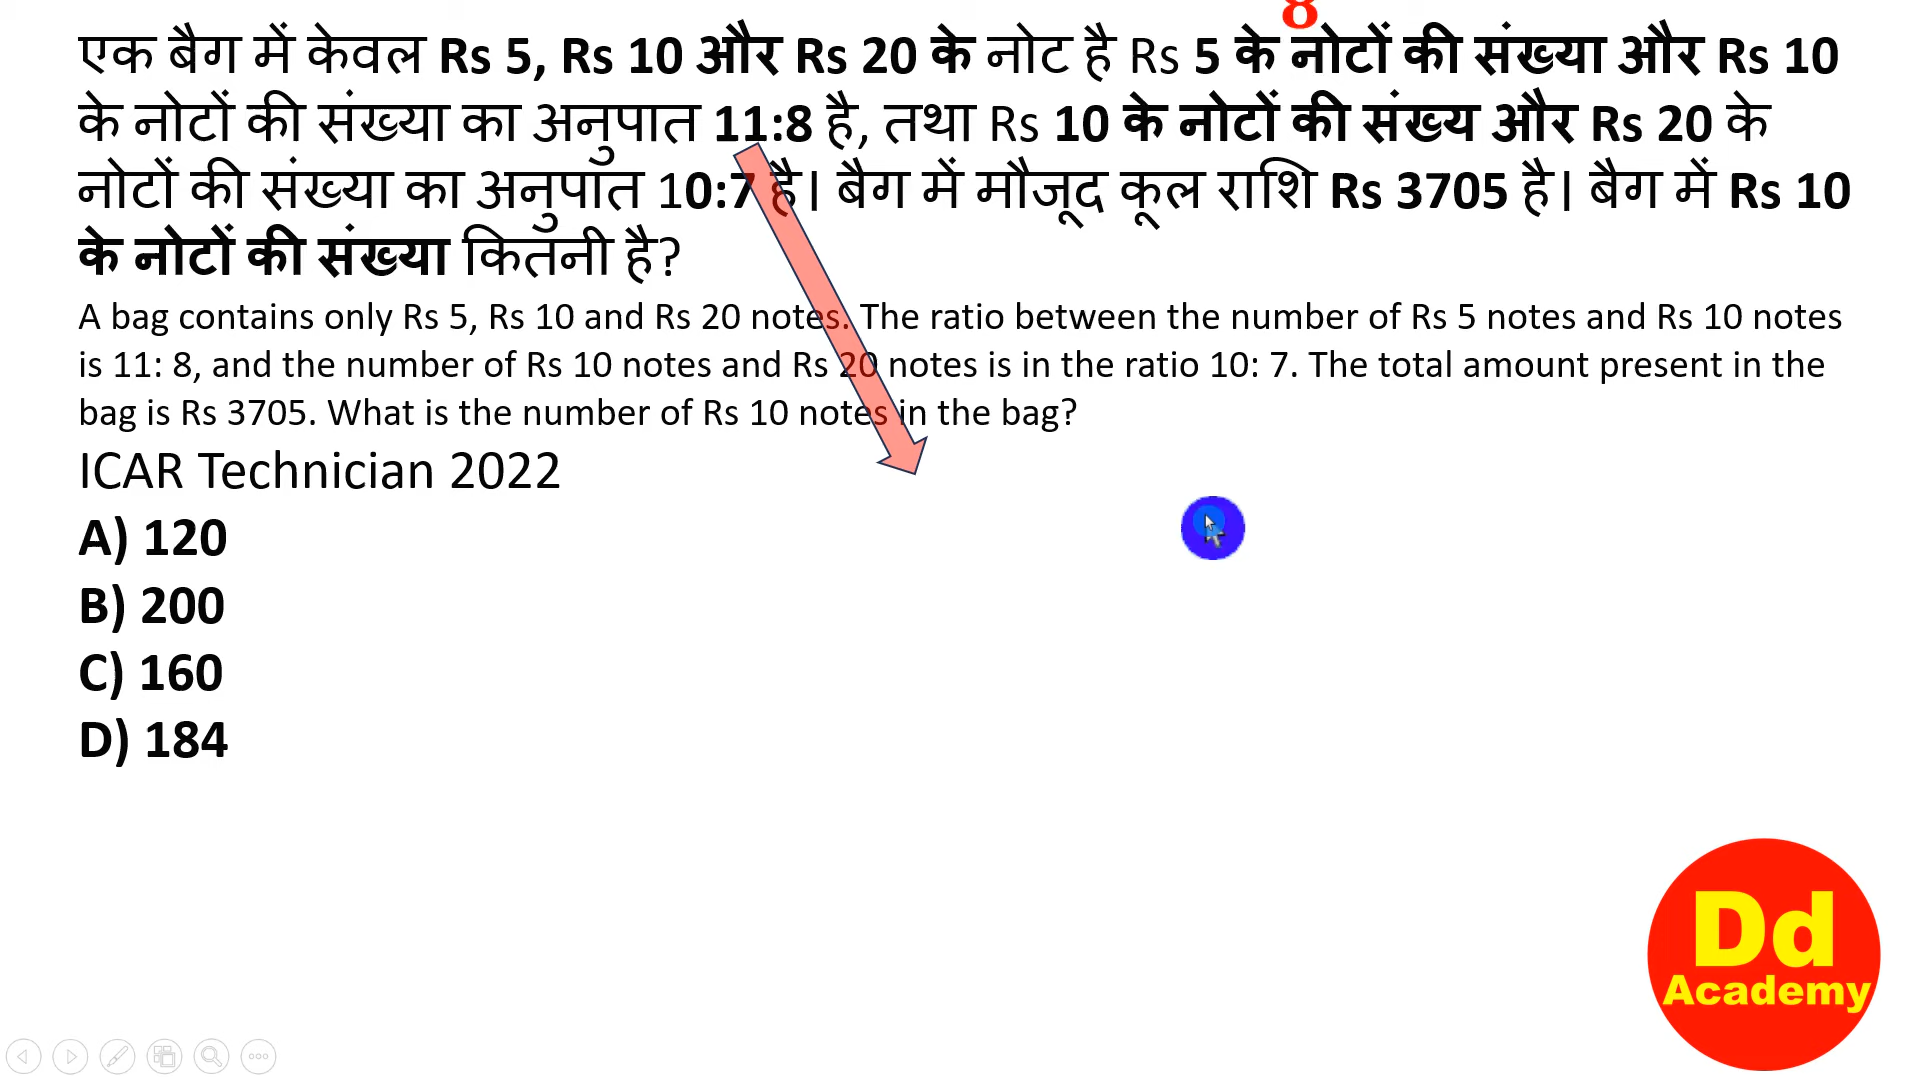 8
एक बैग में केवल Rs 5, Rs 10 और Rs 20 के नोट है Rs 5 के नोटों की संख्या और Rs 10
के नोटों की संख्या का अनुपात 11:8 है, तथा Rs 10 के नोटों की संख्य और Rs 20 के
नोटों की संख्या का अनुपात 10:7 है। बैग में मौजूद कूल राशि Rs 3705 है। बैग में Rs 10
के नोटों की संख्या कितनी है?
A bag contains only Rs 5, Rs 10 and Rs 20 notes. The ratio between the number of Rs 5 notes and Rs 10 notes
is 11: 8, and the number of Rs 10 notes and Rs 20 notes is in the ratio 10: 7. The total amount present in the
bag is Rs 3705. What is the number of Rs 10 notes in the bag?
ICAR Technician 2022
A) 120
B) 200
C) 160
D) 184
Dd
Academy